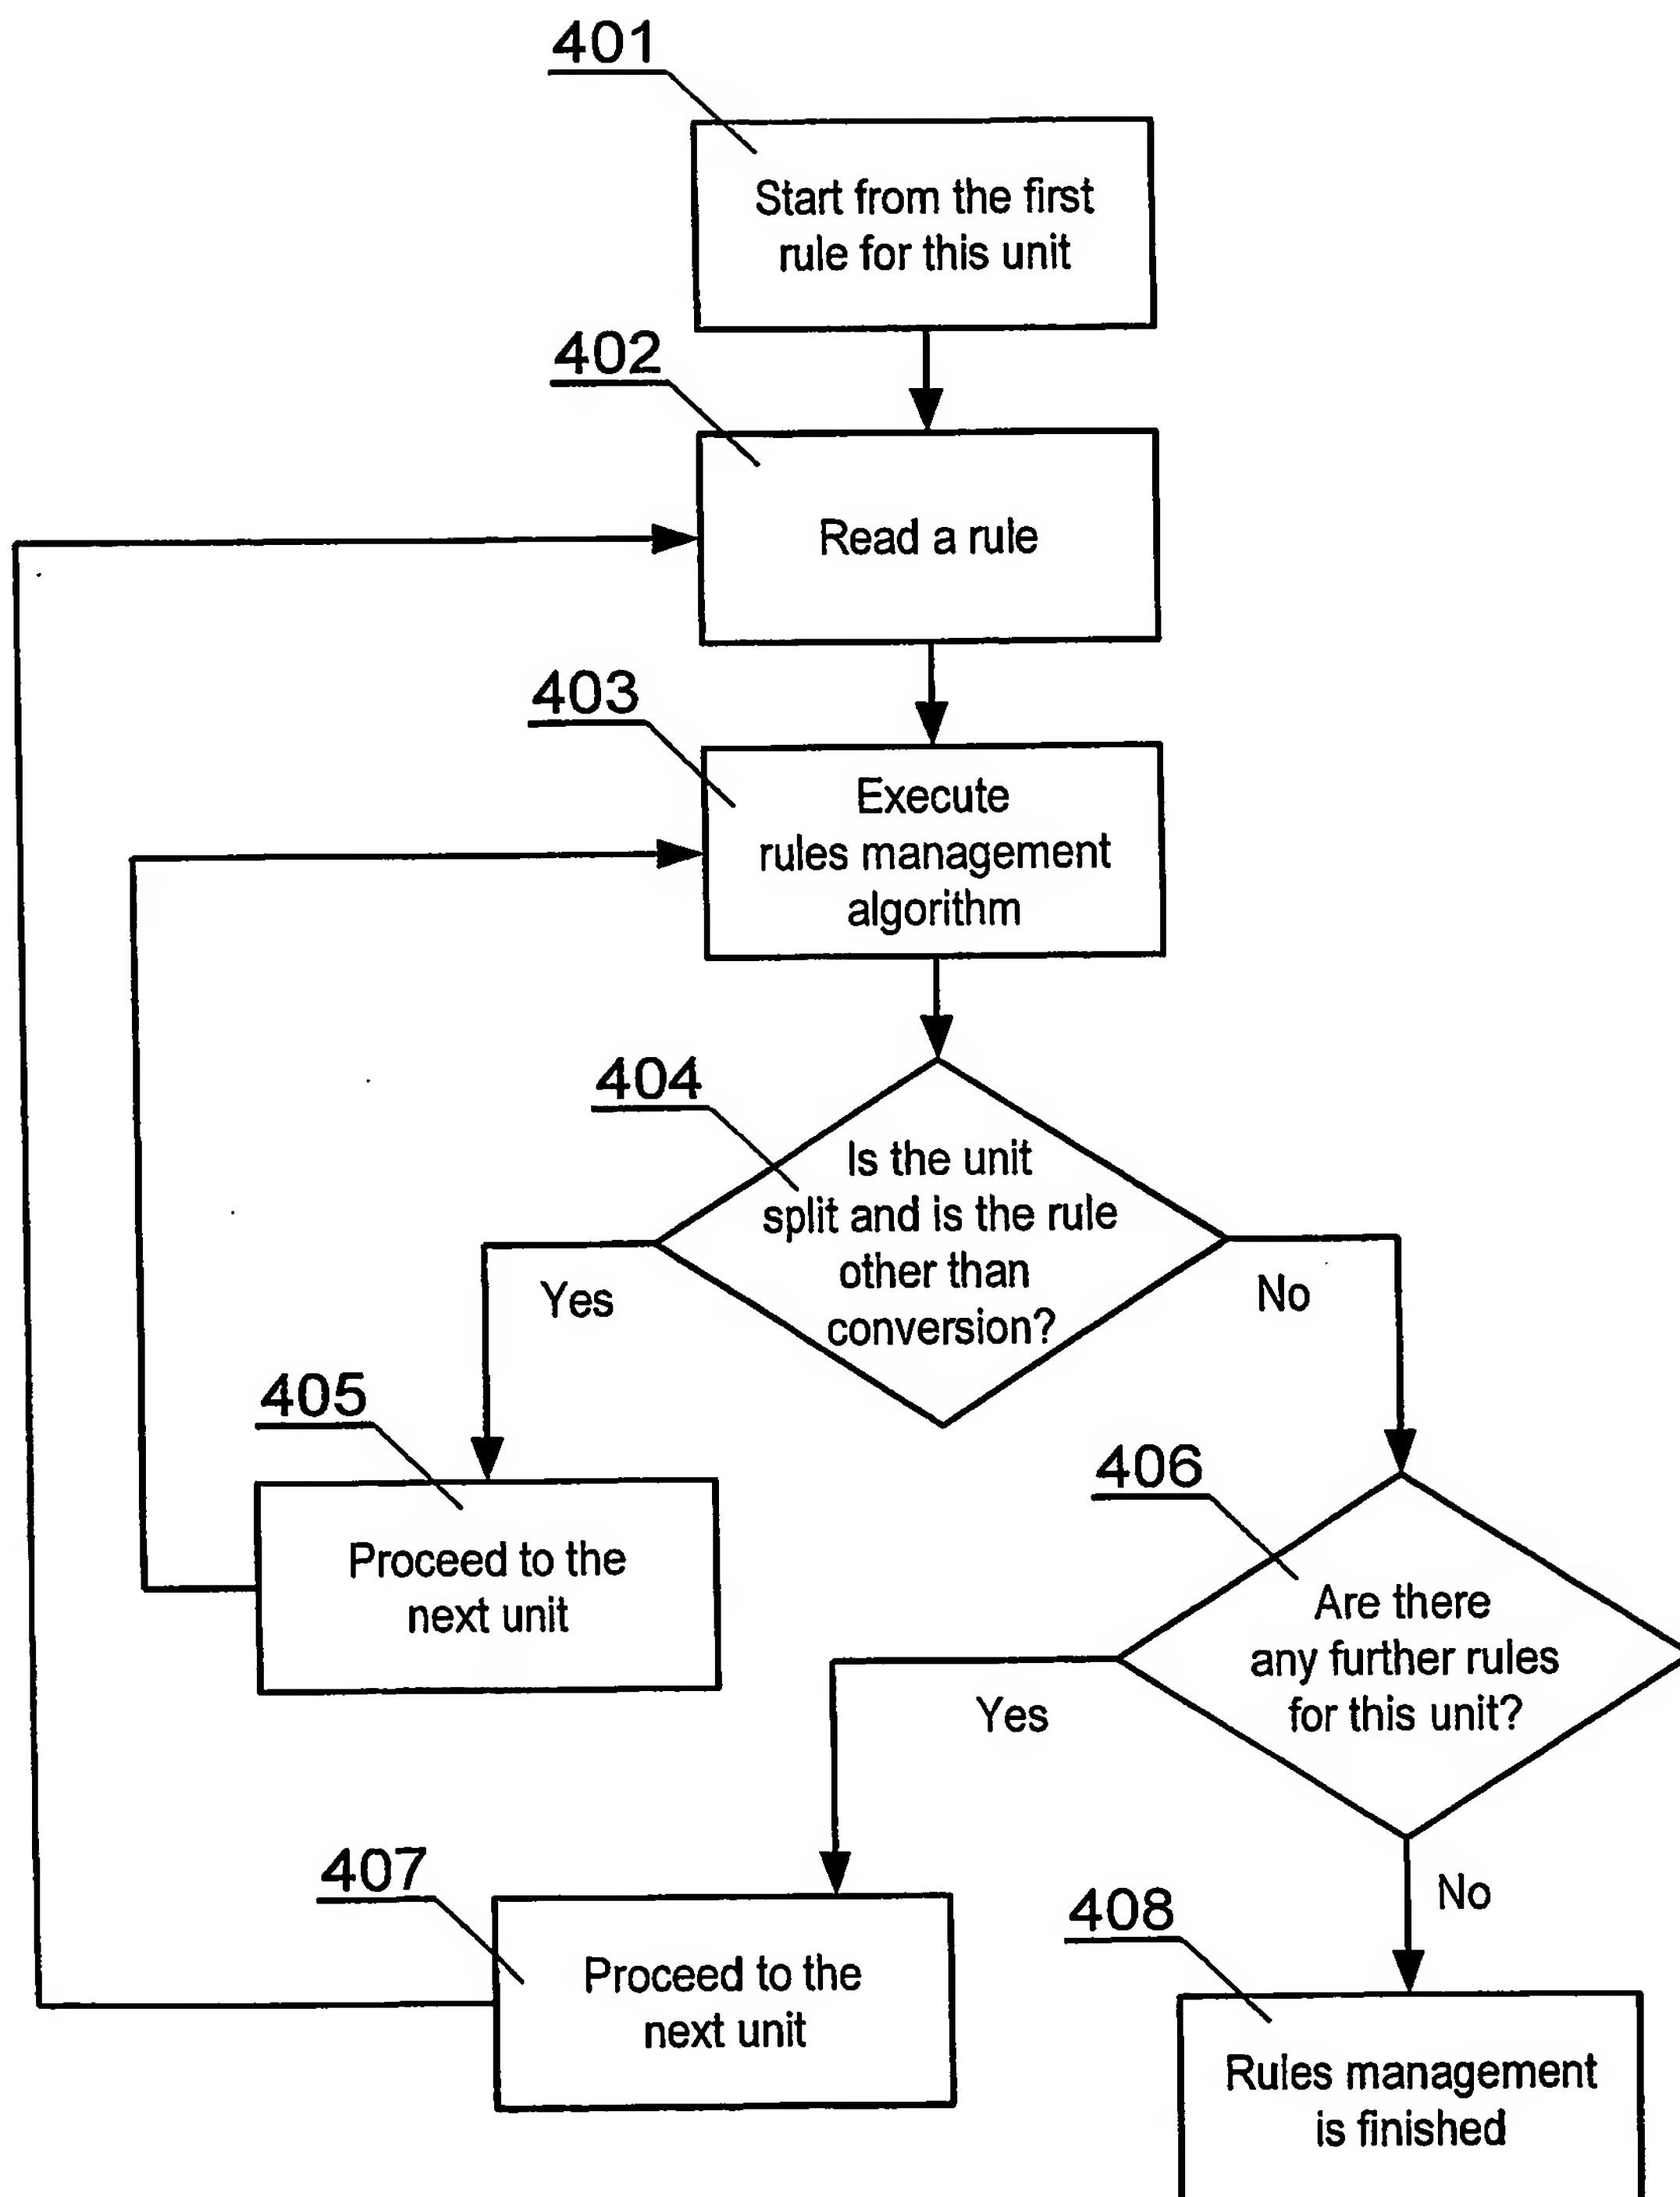 401
Start from the first
rule for this unit
402
Read a rule
403
Execute
rules management
algorithm
404
Is the unit
split and is the rule
other than
conversion?
Yes
No
405
Proceed to the
next unit
406
Are there
any further rules
for this unit?
Yes
No
407
Proceed to the
next unit
408
Rules management
is finished